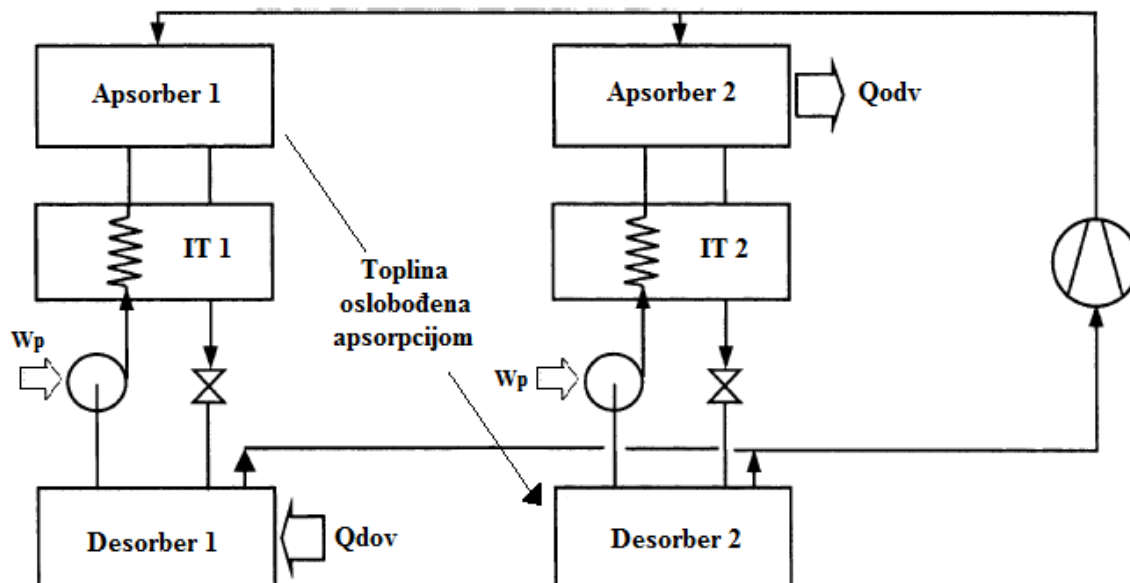 Apsorber 1
Apsorber 2
Qodv
IT 1
IT 2
Toplina
oslobođena
apsorpcijom
Wp
Wp
Desorber 1
Qdov
Desorber 2